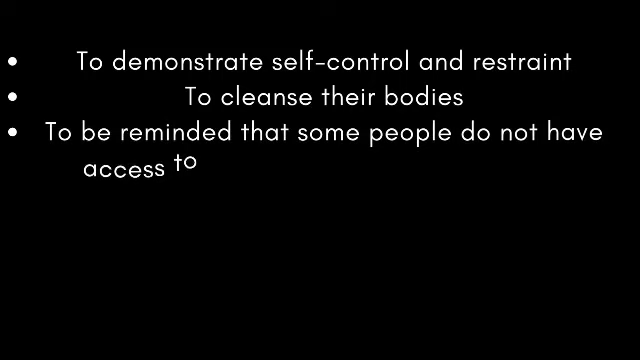 • To demonstrate self-control and restraint
• To cleanse their bodies
• To be reminded that some people do not have
access to